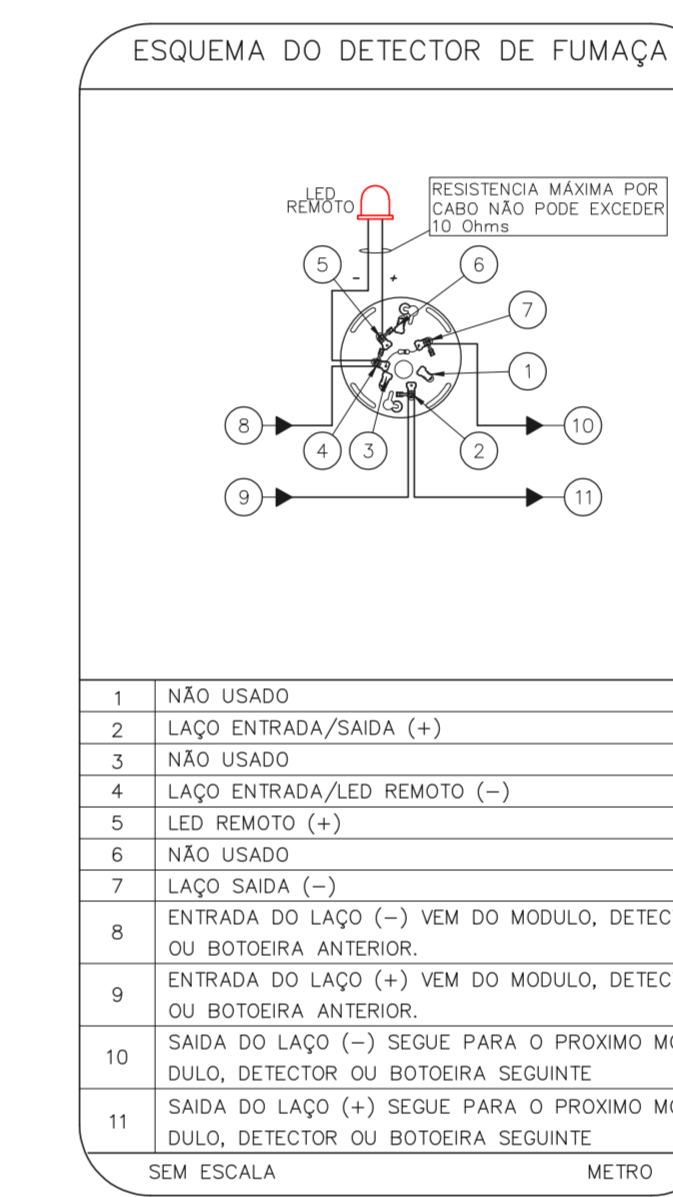 ESQUEMA DO DETECTOR DE FUMAÇA
LED
REMOTO
RESISTENCIA MÁXIMA POR
CABO NÃO PODE EXCEDER
10 Ohms
5
6
- +
7
1
8
10
4
3
2
9
11
1 NÃO USADO
2 LAÇO ENTRADA/SAIDA (+)
3 NÃO USADO
4 LAÇO ENTRADA/LED REMOTO (-)
5 LED REMOTO (+)
6 NÃO USADO
7 LAÇO SAIDA (-)
8 ENTRADA DO LAÇO (-) VEM DO MODULO, DETEC
OU BOTOEIRA ANTERIOR.
9 ENTRADA DO LAÇO (+) VEM DO MODULO, DETEC
OU BOTOEIRA ANTERIOR.
10 SAIDA DO LAÇO (-) SEGUE PARA O PROXIMO MO
DULO, DETECTOR OU BOTOEIRA SEGUINTE
11 SAIDA DO LAÇO (+) SEGUE PARA O PROXIMO MO
DULO, DETECTOR OU BOTOEIRA SEGUINTE
SEM ESCALA METRO